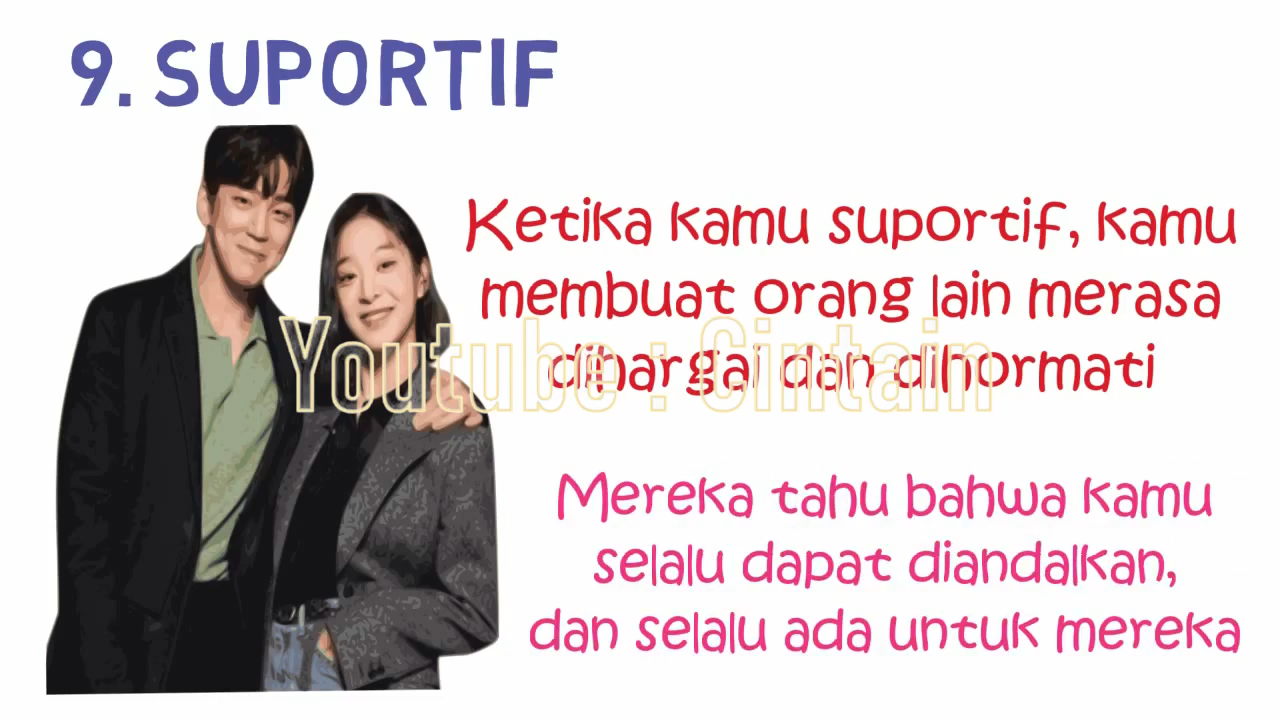 9. SUPORTIF
Ketika kamu suportif, kamu
membuat orang lain merasa
dihargai dan dihormati
Youtube : Cintain
Mereka tahu bahwa kamu
selalu dapat diandalkan,
dan selalu ada untuk mereka